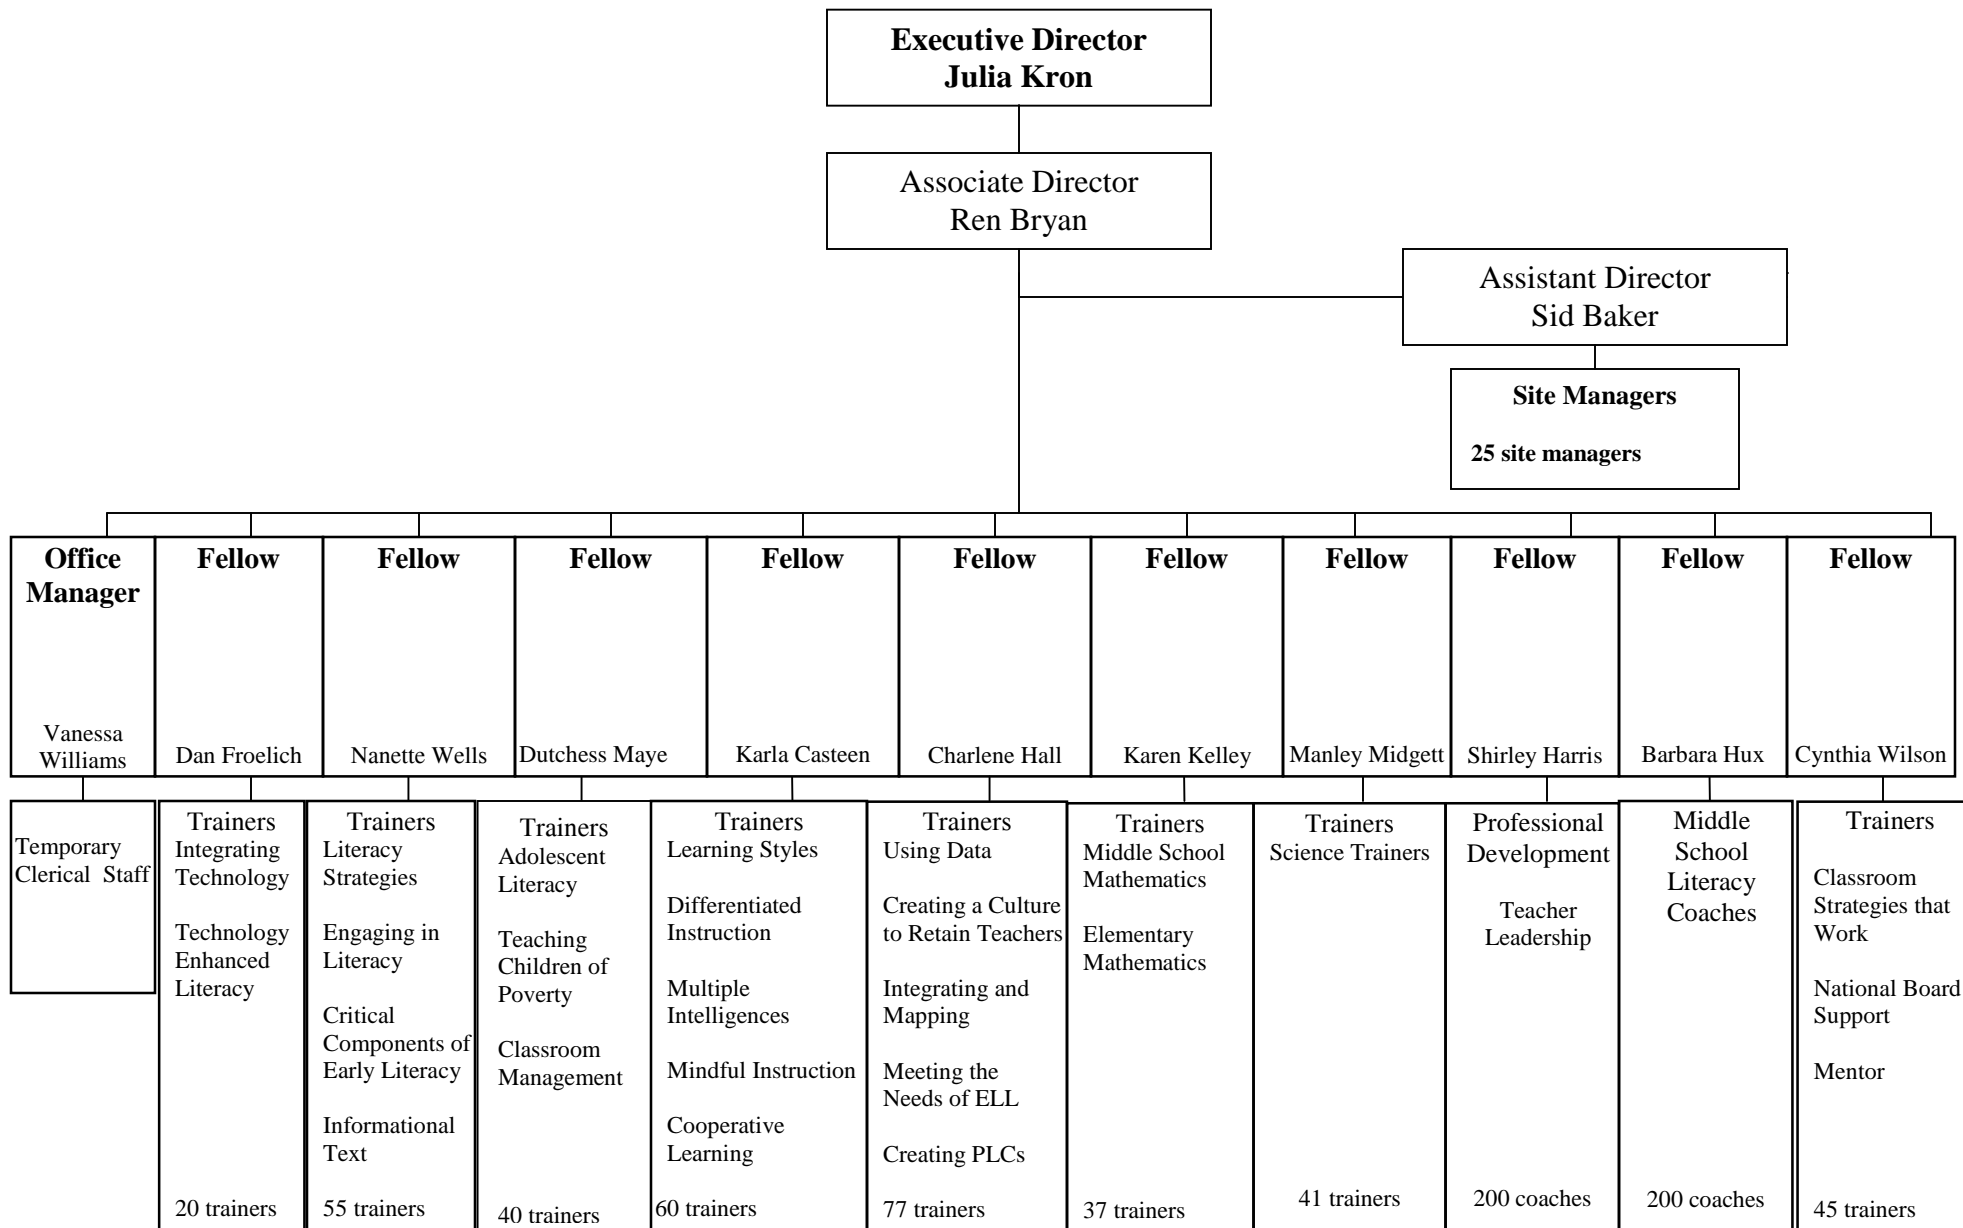 Executive Director
Julia Kron
Associate Director
Ren Bryan
Assistant Director
Sid Baker
Site Managers
25 site managers
Office
Manager
Vanessa
Williams
Fellow
Dan Froelich
Fellow
Nanette Wells
Fellow
Dutchess Maye
Fellow
Karla Casteen
Fellow
Charlene Hall
Fellow
Karen Kelley
Fellow
Manley Midgett
Fellow
Shirley Harris
Fellow
Barbara Hux
Fellow
Cynthia Wilson
Temporary
Clerical Staff
Trainers
Integrating
Technology
Technology
Enhanced
Literacy
20 trainers
Trainers
Literacy
Strategies
Engaging in
Literacy
Critical
Components of
Early Literacy
Informational
Text
55 trainers
Trainers
Adolescent
Literacy
Teaching
Children of
Poverty
Classroom
Management
40 trainers
Trainers
Learning Styles
Differentiated
Instruction
Multiple
Intelligences
Mindful Instruction
Cooperative
Learning
60 trainers
Trainers
Using Data
Creating a Culture
to Retain Teachers
Integrating and
Mapping
Meeting the
Needs of ELL
Creating PLCs
77 trainers
Trainers
Middle School
Mathematics
Elementary
Mathematics
37 trainers
Trainers
Science Trainers
41 trainers
Professional
Development
Teacher
Leadership
200 coaches
Middle
School
Literacy
Coaches
200 coaches
Trainers
Classroom
Strategies that
Work
National Board
Support
Mentor
45 trainers